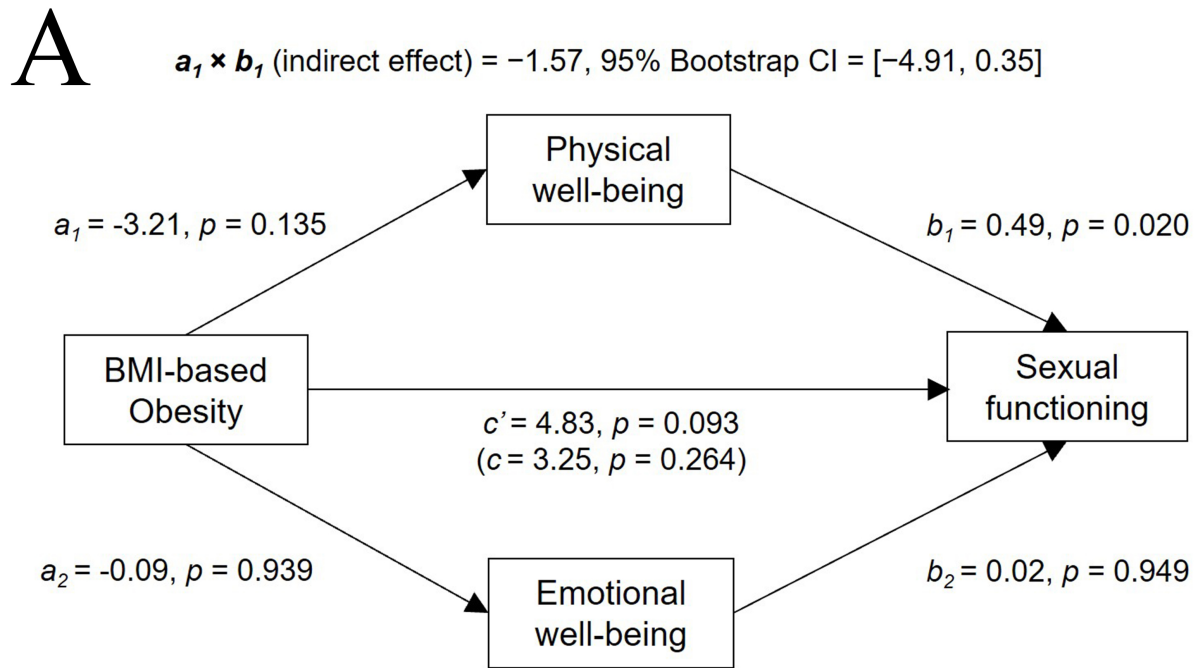 A
a₁ × b₁ (indirect effect) = −1.57, 95% Bootstrap CI = [−4.91, 0.35]
Physical
well-being
a₁ = -3.21, p = 0.135
b₁ = 0.49, p = 0.020
BMI-based
Obesity
Sexual
functioning
c’ = 4.83, p = 0.093
(c = 3.25, p = 0.264)
a₂ = -0.09, p = 0.939
b₂ = 0.02, p = 0.949
Emotional
well-being